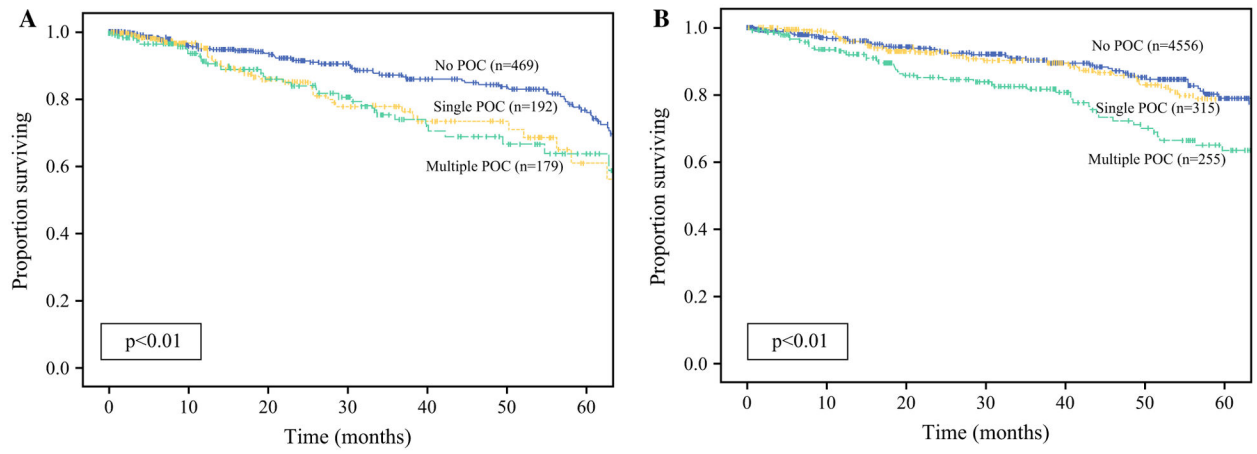 A
1.0
0.8
0.6
0.4
0.2
0.0
Proportion surviving
No POC (n=469)
Single POC (n=192)
Multiple POC (n=179)
p<0.01
0 10 20 30 40 50 60
Time (months)
B
1.0
0.8
0.6
0.4
0.2
0.0
Proportion surviving
No POC (n=4556)
Single POC (n=315)
Multiple POC (n=255)
p<0.01
0 10 20 30 40 50 60
Time (months)